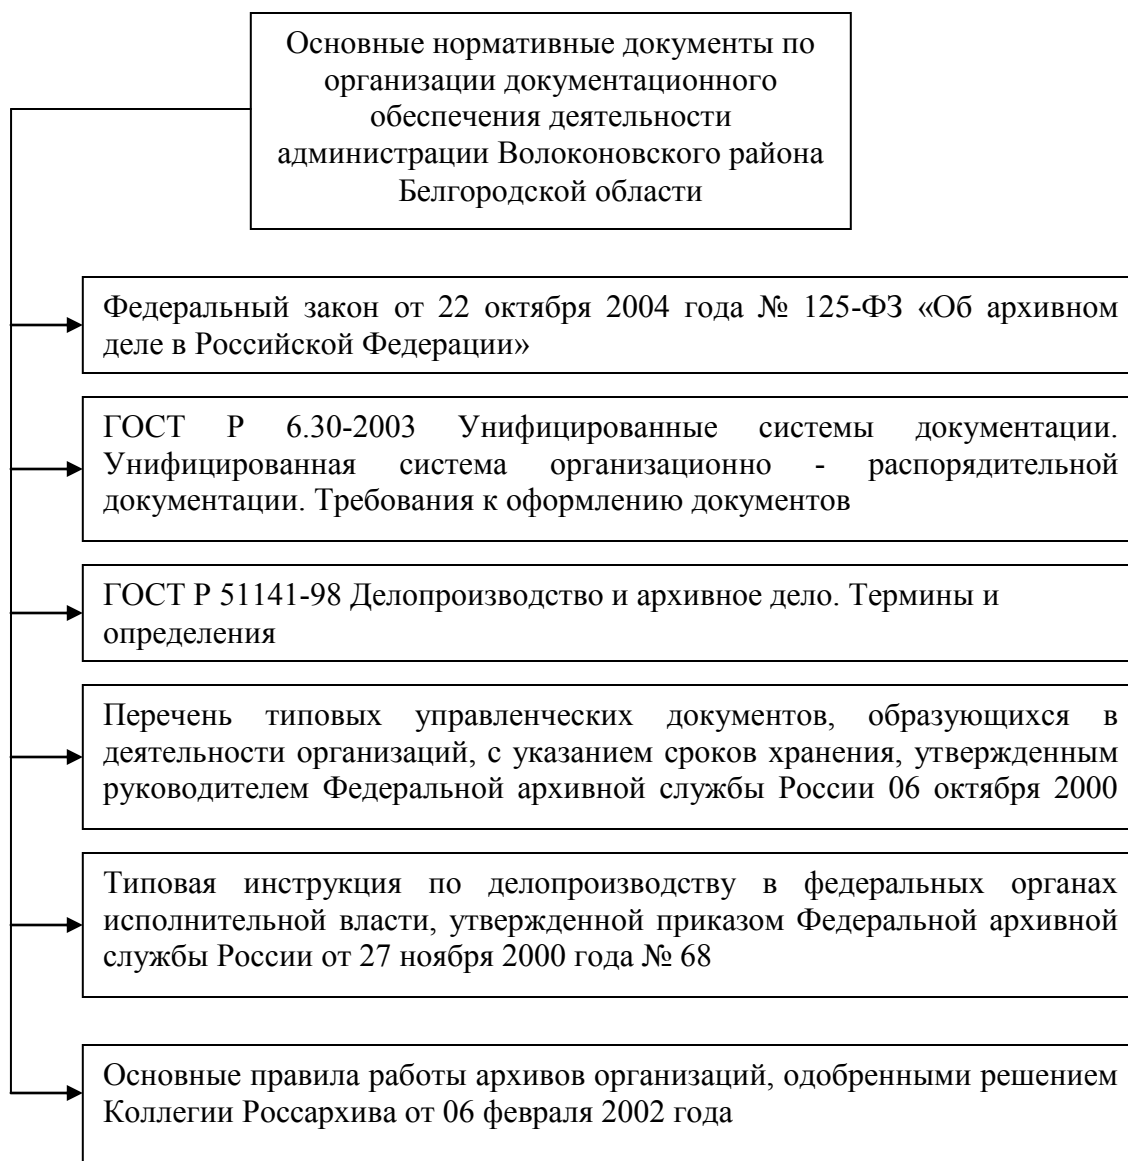 Основные нормативные документы по
организации документационного
обеспечения деятельности
администрации Волоконовского района
Белгородской области
Федеральный закон от 22 октября 2004 года № 125-ФЗ «Об архивном
деле в Российской Федерации»
ГОСТ Р 6.30-2003 Унифицированные системы документации.
Унифицированная система организационно - распорядительной
документации. Требования к оформлению документов
ГОСТ Р 51141-98 Делопроизводство и архивное дело. Термины и
определения
Перечень типовых управленческих документов, образующихся в
деятельности организаций, с указанием сроков хранения, утвержденным
руководителем Федеральной архивной службы России 06 октября 2000
Типовая инструкция по делопроизводству в федеральных органах
исполнительной власти, утвержденной приказом Федеральной архивной
службы России от 27 ноября 2000 года № 68
Основные правила работы архивов организаций, одобренными решением
Коллегии Россархива от 06 февраля 2002 года